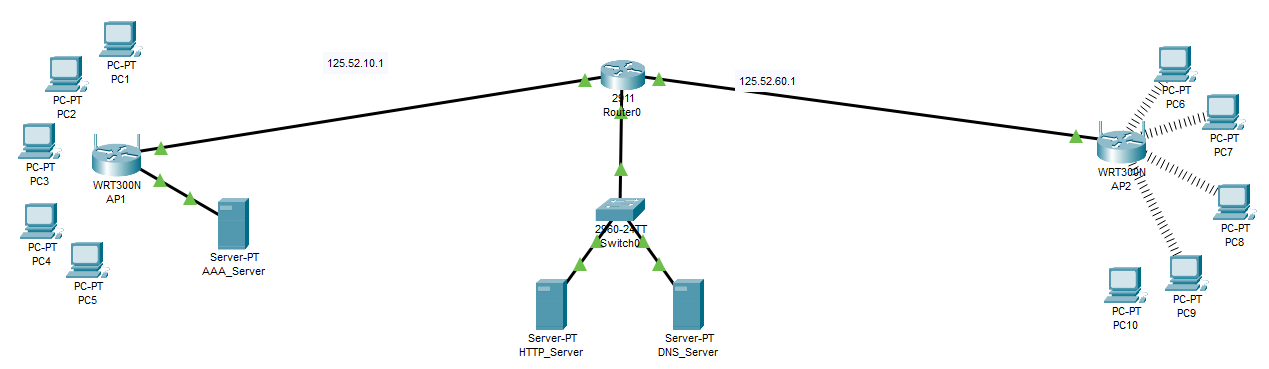 PC-PT
PC1
PC-PT
PC2
PC-PT
PC3
PC-PT
PC4
PC-PT
PC5
WRT300N
AP1
Server-PT
AAA_Server
125.52.10.1
2911
Router0
125.52.60.1
2960-24TT
Switch0
Server-PT
HTTP_Server
Server-PT
DNS_Server
WRT300N
AP2
PC-PT
PC6
PC-PT
PC7
PC-PT
PC8
PC-PT
PC9
PC-PT
PC10